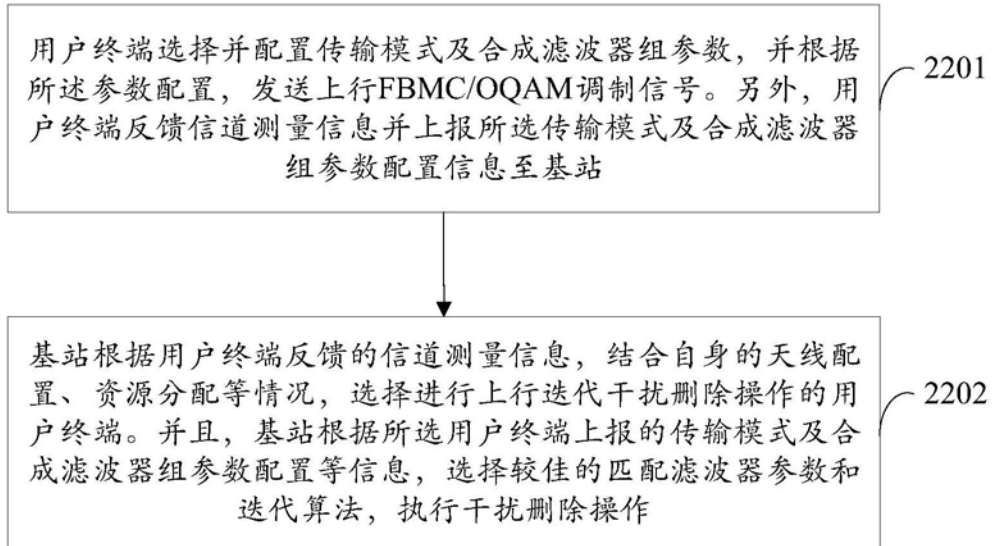 用户终端选择并配置传输模式及合成滤波器组参数，并根据
所述参数配置，发送上行FBMC/OQAM调制信号。另外，用
户终端反馈信道测量信息并上报所选传输模式及合成滤波器
组参数配置信息至基站
2201
基站根据用户终端反馈的信道测量信息，结合自身的天线配
置、资源分配等情况，选择进行上行迭代干扰删除操作的用
户终端。并且，基站根据所选用户终端上报的传输模式及合
成滤波器组参数配置等信息，选择较佳的匹配滤波器参数和
迭代算法，执行干扰删除操作
2202